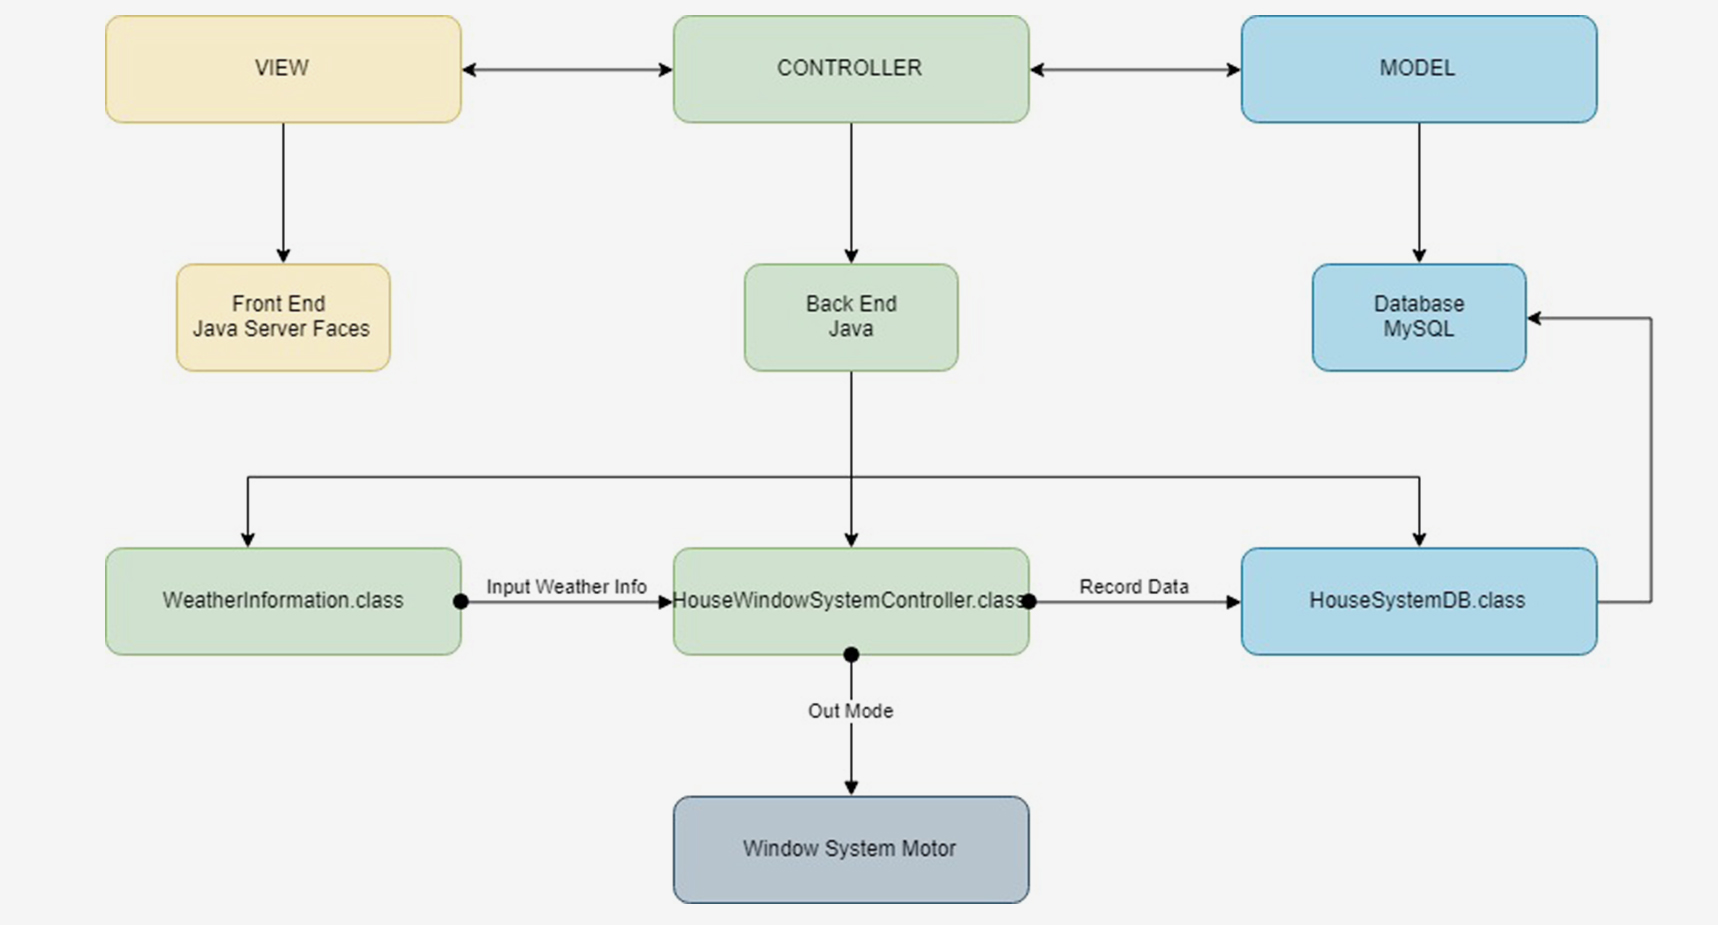 VIEW
CONTROLLER
MODEL
Front End
Java Server Faces
Back End
Java
Database
MySQL
WeatherInformation.class
Input Weather Info
HouseWindowSystemController.class
Record Data
HouseSystemDB.class
Out Mode
Window System Motor